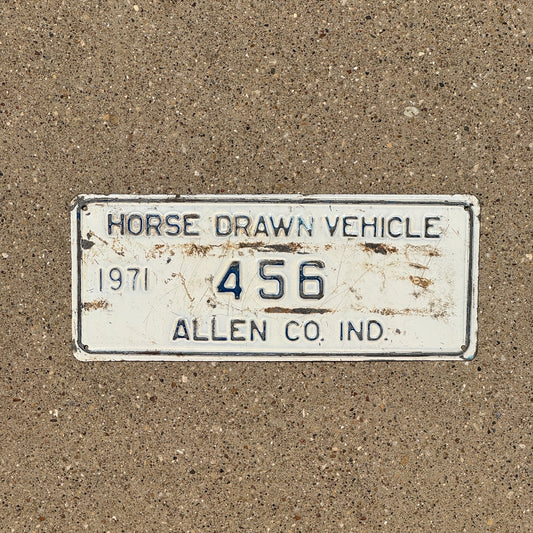 HORSE DRAWN VEHICLE
1971 456
ALLEN CO. IND.